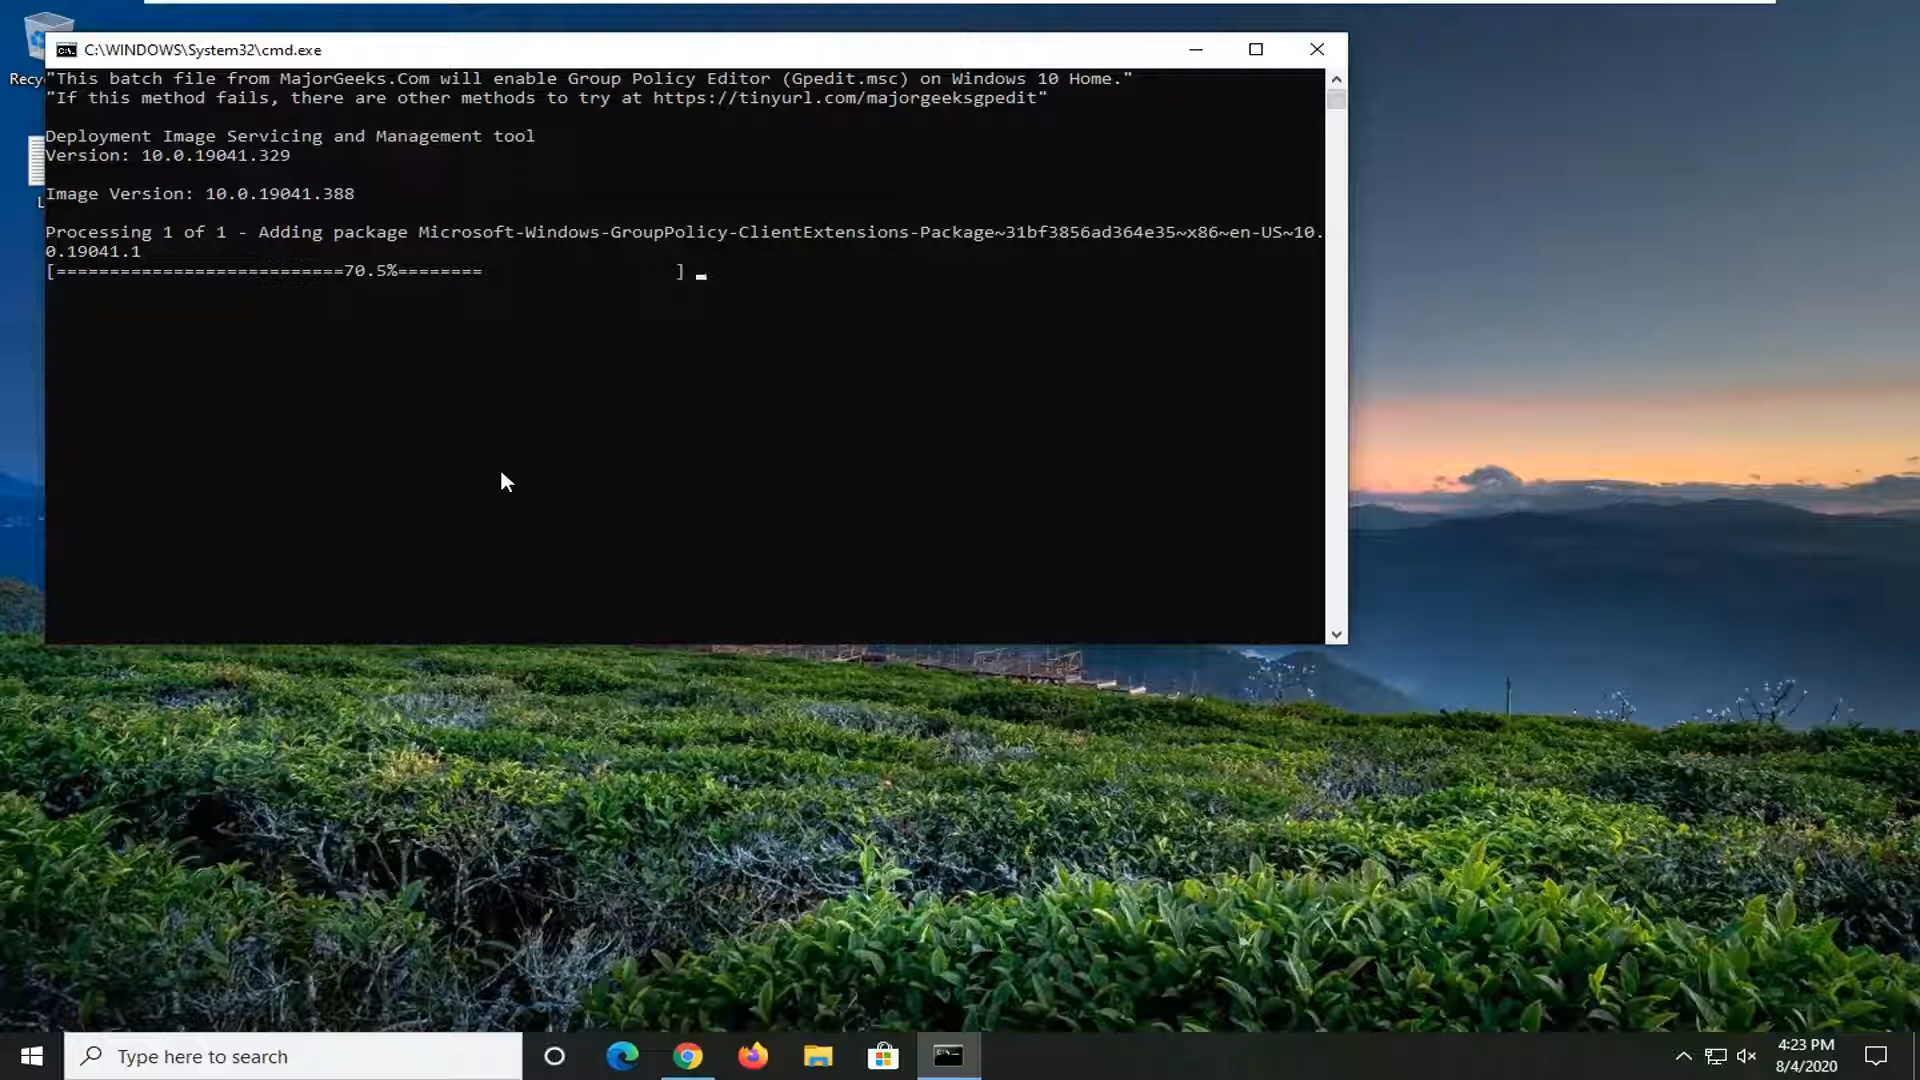 C:\WINDOWS\System32\cmd.exe
"This batch file from MajorGeeks.Com will enable Group Policy Editor (Gpedit.msc) on Windows 10 Home."
"If this method fails, there are other methods to try at https://tinyurl.com/majorgeeksgpedit"
Deployment Image Servicing and Management tool
Version: 10.0.19041.329
Image Version: 10.0.19041.388
Processing 1 of 1 - Adding package Microsoft-Windows-GroupPolicy-ClientExtensions-Package~31bf3856ad364e35~x86~en-US~10.
0.19041.1
[===========================70.5%========                  ]
Recy
L
Type here to search
4:23 PM
8/4/2020